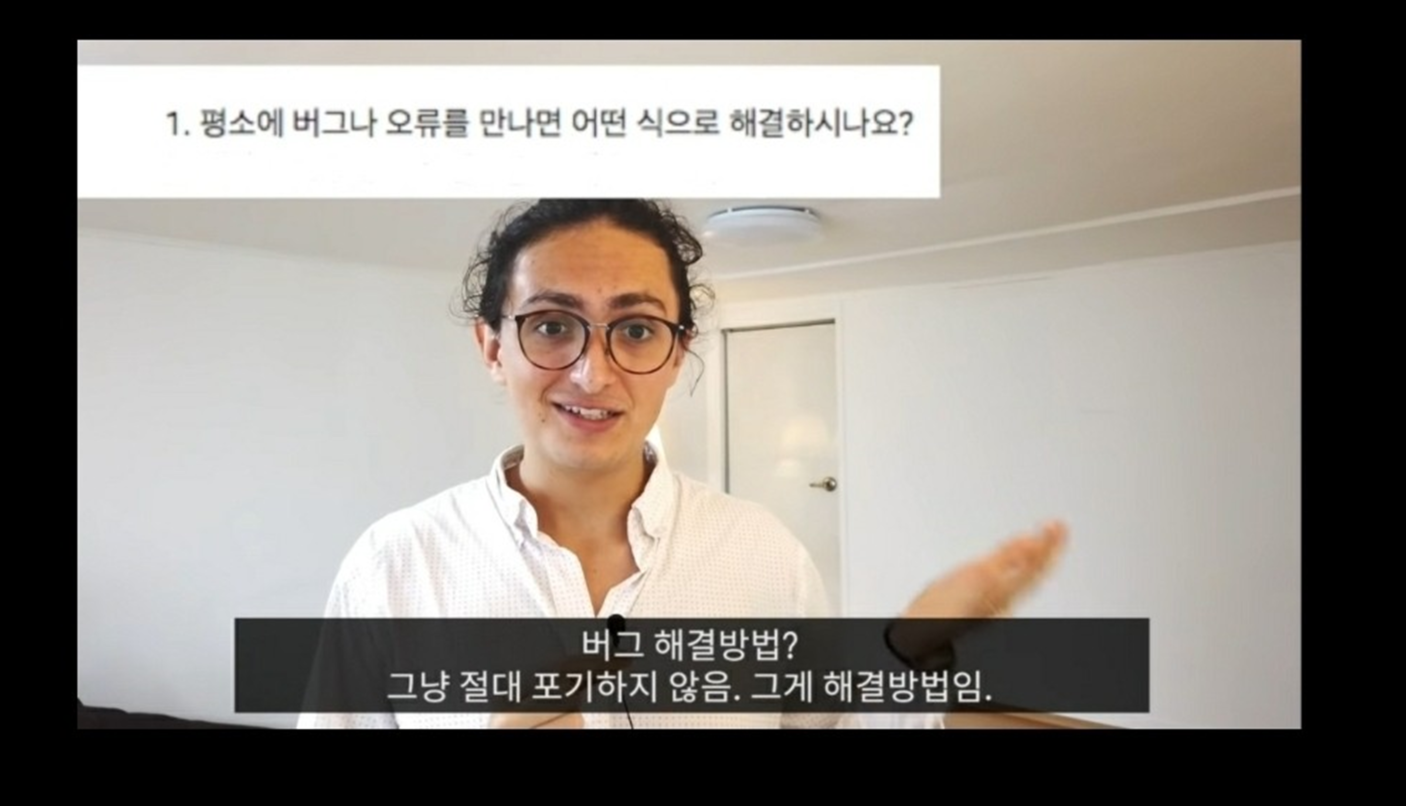 1. 평소에 버그나 오류를 만나면 어떤 식으로 해결하시나요?
버그 해결방법?
그냥 절대 포기하지 않음. 그게 해결방법임.